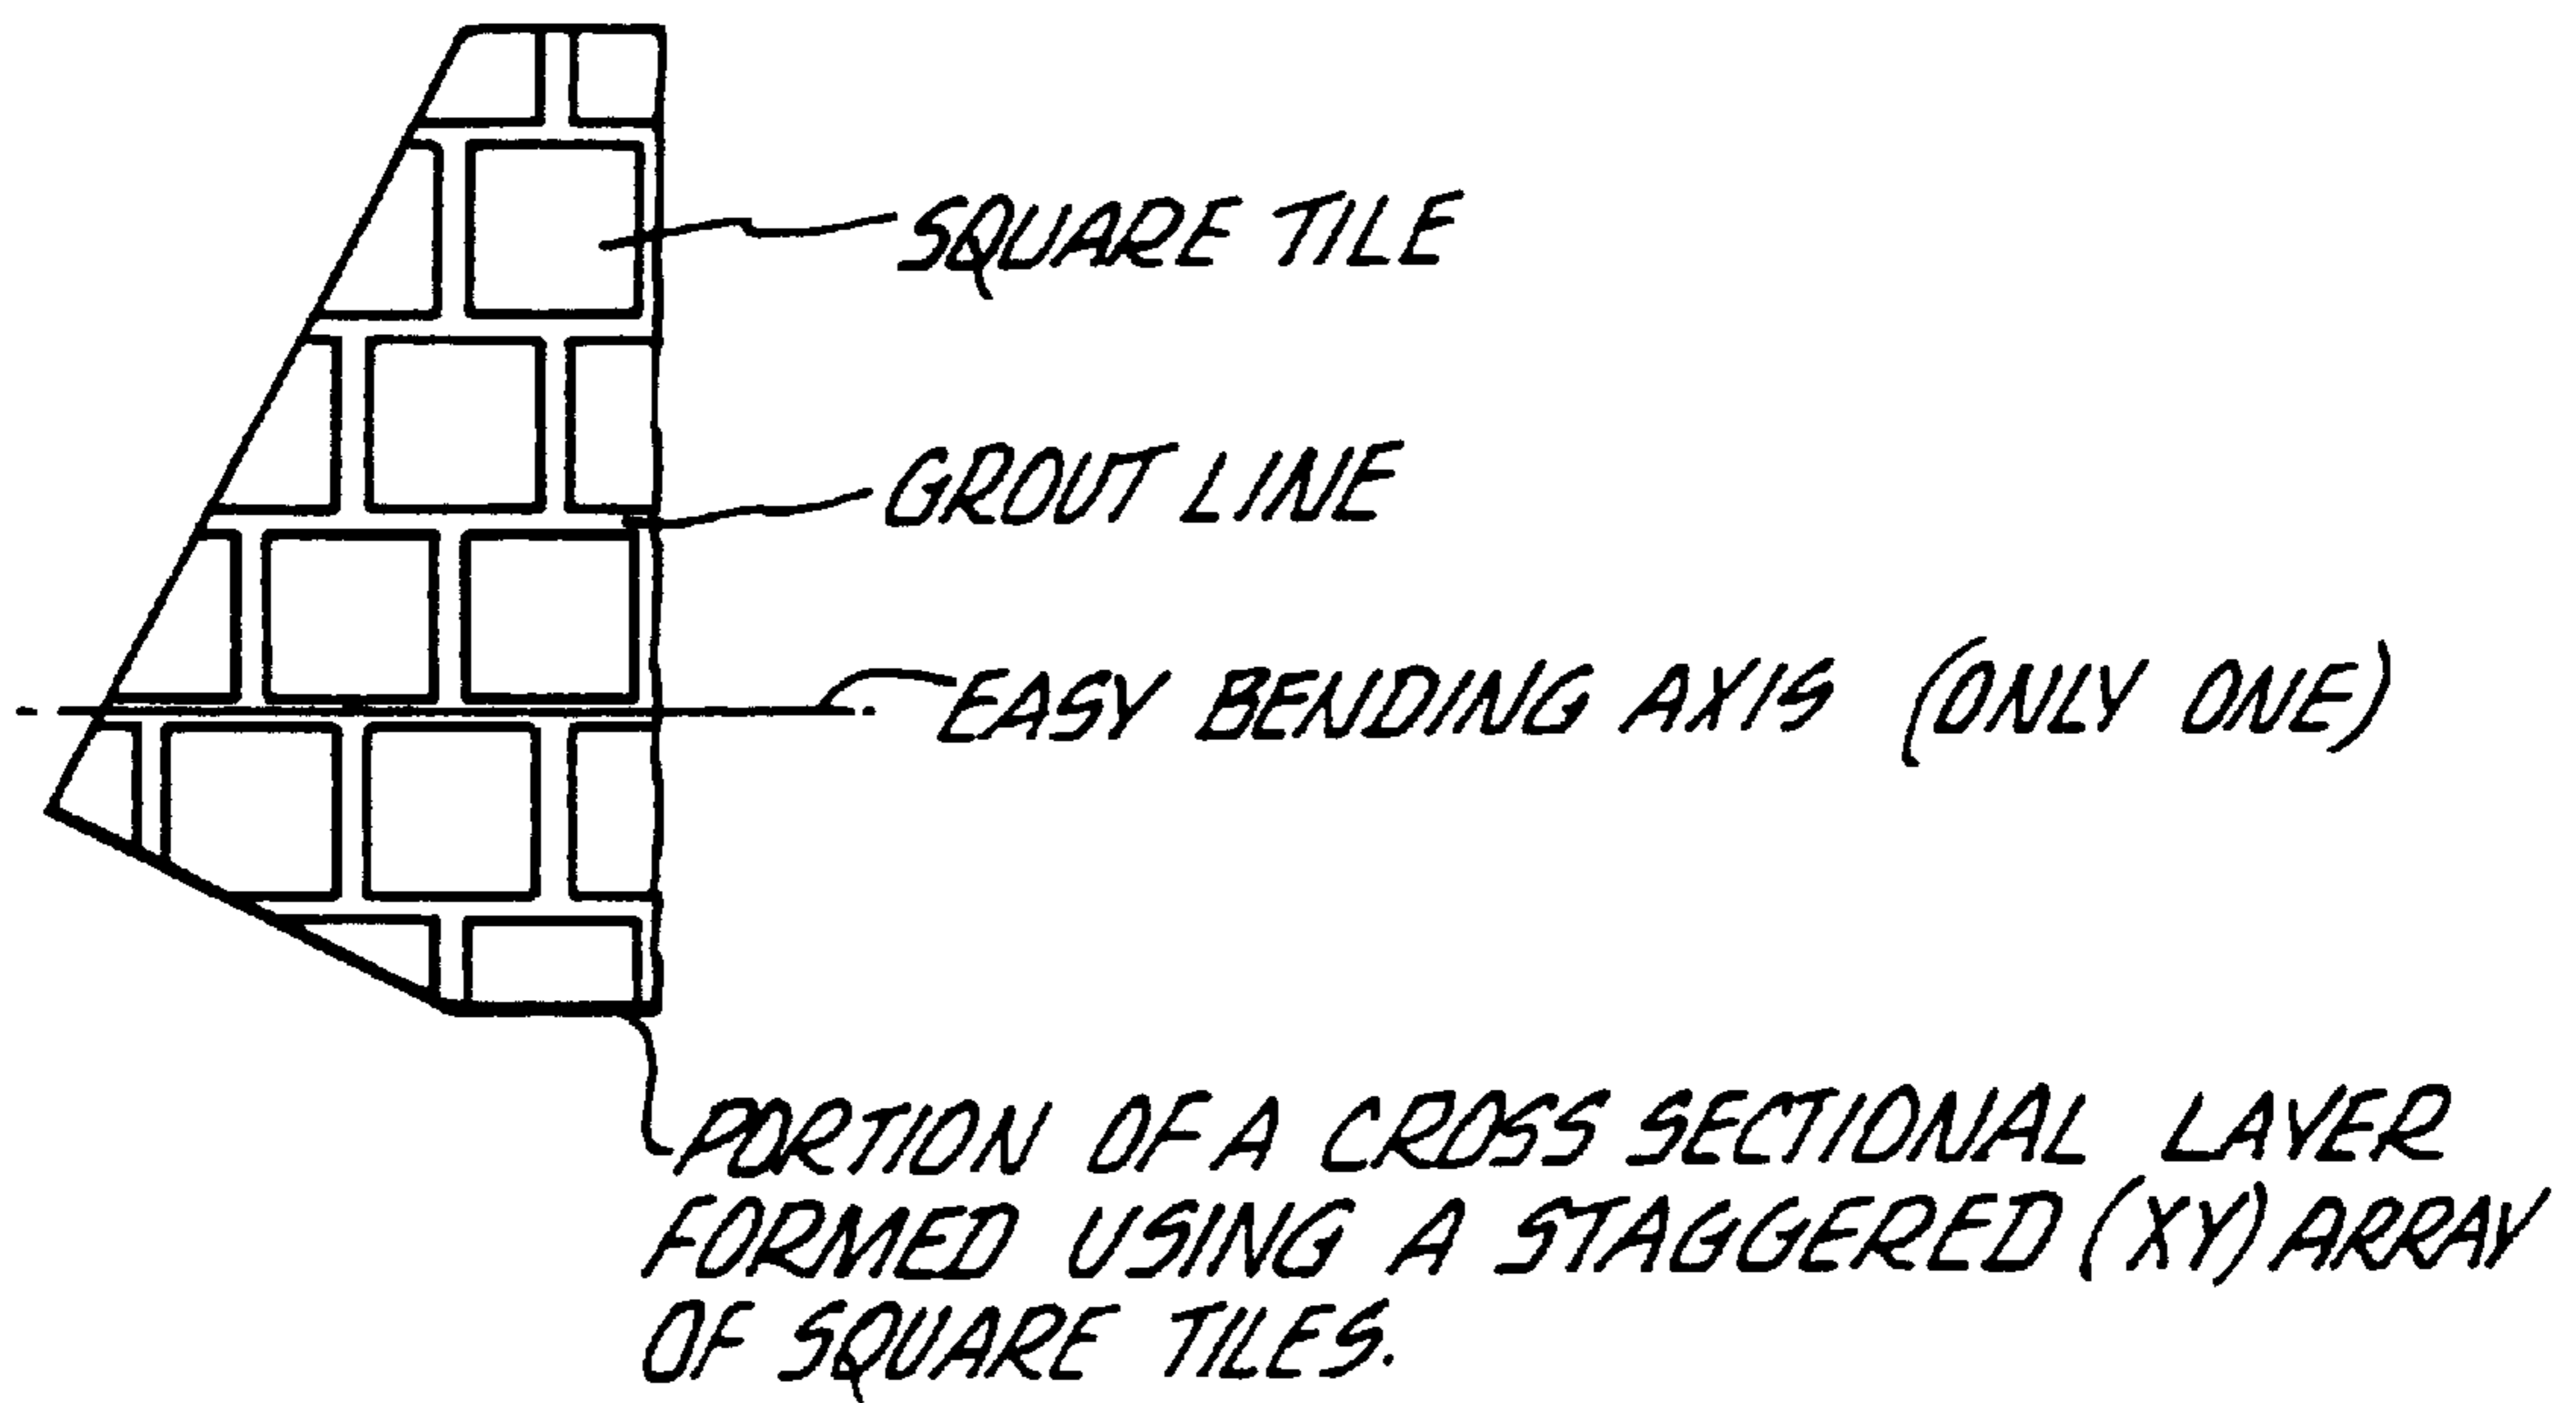 SQUARE TILE
GROUT LINE
EASY BENDING AXIS (ONLY ONE)
PORTION OF A CROSS SECTIONAL LAYER
FORMED USING A STAGGERED (XY) ARRAY
OF SQUARE TILES.